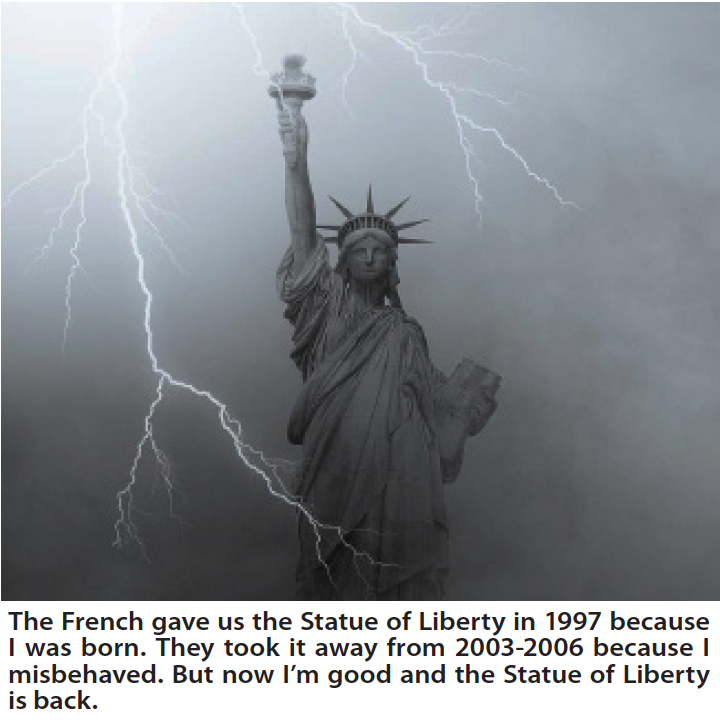 The French gave us the Statue of Liberty in 1997 because
I was born. They took it away from 2003-2006 because I
misbehaved. But now I’m good and the Statue of Liberty
is back.